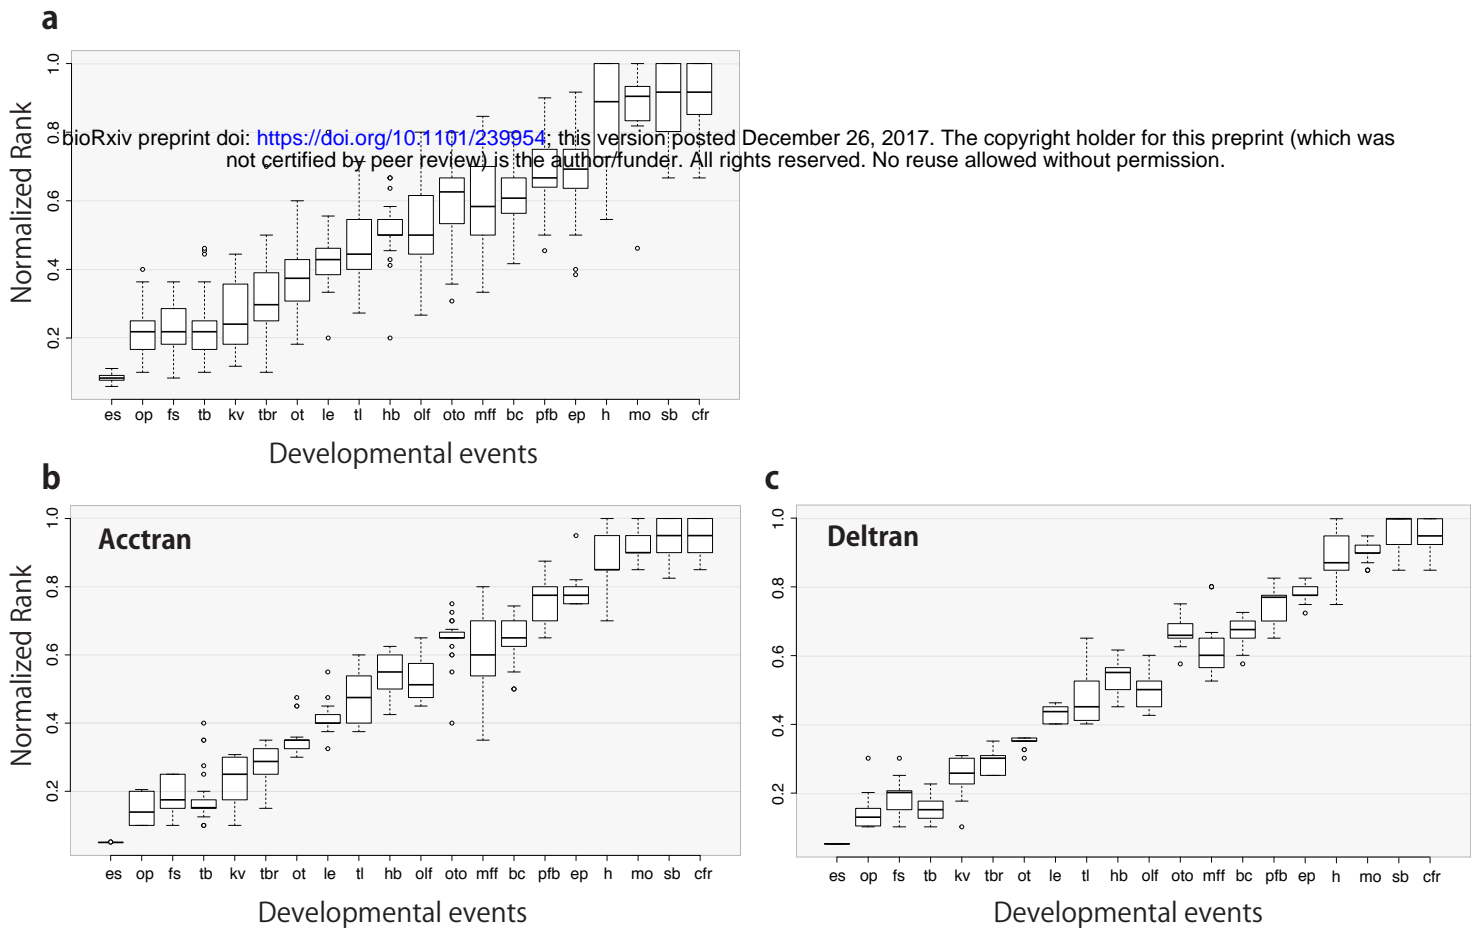 a
1.0
0.8
0.6
0.4
0.2
Normalized Rank
bioRxiv preprint doi: https://doi.org/10.1101/239954; this version posted December 26, 2017. The copyright holder for this preprint (which was
not certified by peer review) is the author/funder. All rights reserved. No reuse allowed without permission.
es op fs tb kv tbr ot le tl hb olf oto mff bc pfb ep h mo sb cfr
Developmental events
b
Acctran
1.0
0.8
0.6
0.4
0.2
Normalized Rank
es op fs tb kv tbr ot le tl hb olf oto mff bc pfb ep h mo sb cfr
Developmental events
c
Deltran
1.0
0.8
0.6
0.4
0.2
es op fs tb kv tbr ot le tl hb olf oto mff bc pfb ep h mo sb cfr
Developmental events